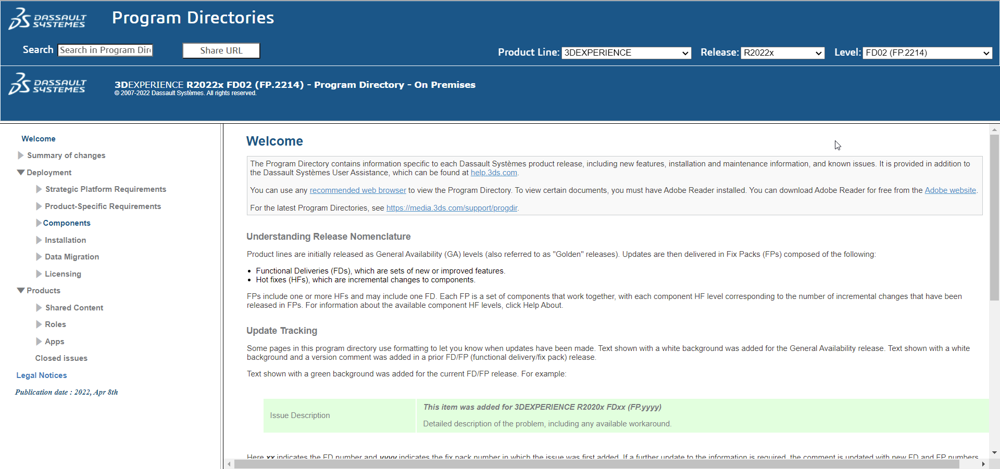 DASSAULT
SYSTEMES
Program Directories
Search
Search in Program Dir
Share URL
Product Line: 3DEXPERIENCE
Release: R2022x
Level: FD02 (FP.2214)
DASSAULT
SYSTEMES
3DEXPERIENCE R2022x FD02 (FP.2214) - Program Directory - On Premises
© 2007-2022 Dassault Systèmes. All rights reserved.
Welcome
Summary of changes
Deployment
Strategic Platform Requirements
Product-Specific Requirements
Components
Installation
Data Migration
Licensing
Products
Shared Content
Roles
Apps
Closed issues
Legal Notices
Publication date : 2022, Apr 8th
Welcome
The Program Directory contains information specific to each Dassault Systèmes product release, including new features, installation and maintenance information, and known issues. It is provided in addition to
the Dassault Systèmes User Assistance, which can be found at help.3ds.com.
You can use any recommended web browser to view the Program Directory. To view certain documents, you must have Adobe Reader installed. You can download Adobe Reader for free from the Adobe website.
For the latest Program Directories, see https://media.3ds.com/support/progdir.
Understanding Release Nomenclature
Product lines are initially released as General Availability (GA) levels (also referred to as "Golden" releases). Updates are then delivered in Fix Packs (FPs) composed of the following:
• Functional Deliveries (FDs), which are sets of new or improved features.
• Hot fixes (HFs), which are incremental changes to components.
FPs include one or more HFs and may include one FD. Each FP is a set of components that work together, with each component HF level corresponding to the number of incremental changes that have been
released in FPs. For information about the available component HF levels, click Help About.
Update Tracking
Some pages in this program directory use formatting to let you know when updates have been made. Text shown with a white background was added for the General Availability release. Text shown with a white
background and a version comment was added in a prior FD/FP (functional delivery/fix pack) release.
Text shown with a green background was added for the current FD/FP release. For example:
Issue Description
This item was added for 3DEXPERIENCE R2020x FDxx (FP.yyyy)
Detailed description of the problem, including any available workaround.
Here xx indicates the FD number and yyyy indicates the fix pack number in which the issue was first added. If a further update to the information is required, the comment is updated with new FD and FP numbers